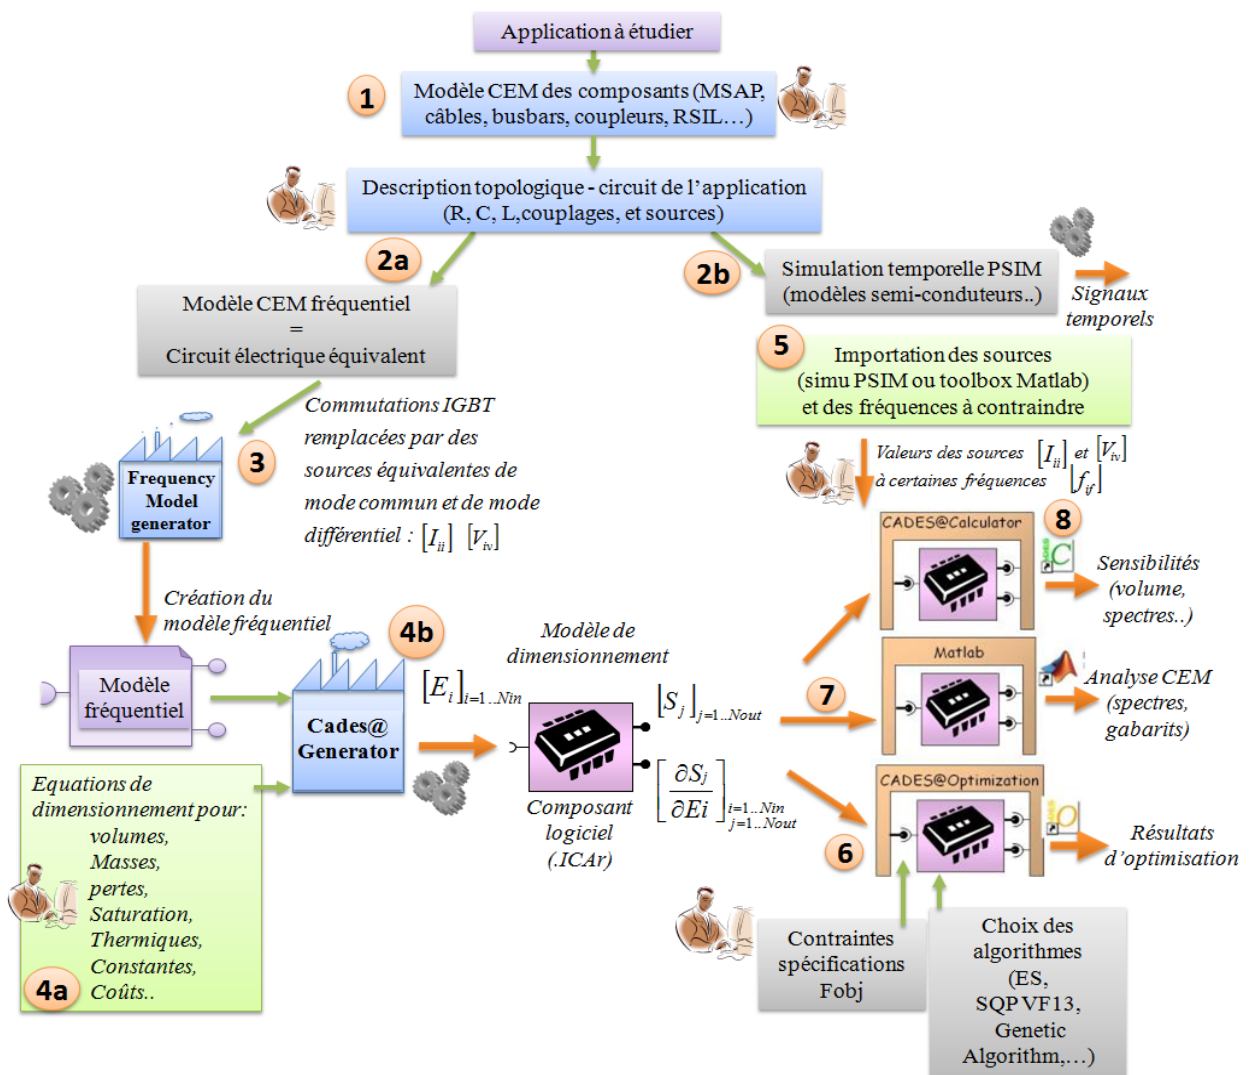 Application à étudier
1
Modèle CEM des composants (MSAP,
câbles, busbars, coupleurs, RSIL…)
Description topologique - circuit de l'application
(R, C, L,couplages, et sources)
2a
2b
Modèle CEM fréquentiel
=
Circuit électrique équivalent
Simulation temporelle PSIM
(modèles semi-conduteurs..)
Signaux
temporels
5
Importation des sources
(simu PSIM ou toolbox Matlab)
et des fréquences à contraindre
3
Commutations IGBT
remplacées par des
sources équivalentes de
mode commun et de mode
différentiel : [I_ii] [V_iv]
Frequency
Model
generator
Valeurs des sources [I_ii] et [V_iv]
à certaines fréquences [f_if]
Création du
modèle fréquentiel
Modèle
fréquentiel
4b
Cades@
Generator
[E_i]_i=1..Nin
Modèle de
dimensionnement
[S_j]_j=1..Nout
[∂S_j/∂Ei]_i=1..Nin
j=1..Nout
Composant
logiciel
(.ICAr)
7
6
CADES@Calculator
8
C
Sensibilités
(volume,
spectres..)
Matlab
Analyse CEM
(spectres,
gabarits)
CADES@Optimization
O
Résultats
d'optimisation
Equations de
dimensionnement pour:
volumes,
Masses,
pertes,
Saturation,
Thermiques,
Constantes,
Coûts..
4a
Contraintes
spécifications
Fobj
Choix des
algorithmes
(ES,
SQP VF13,
Genetic
Algorithm,…)